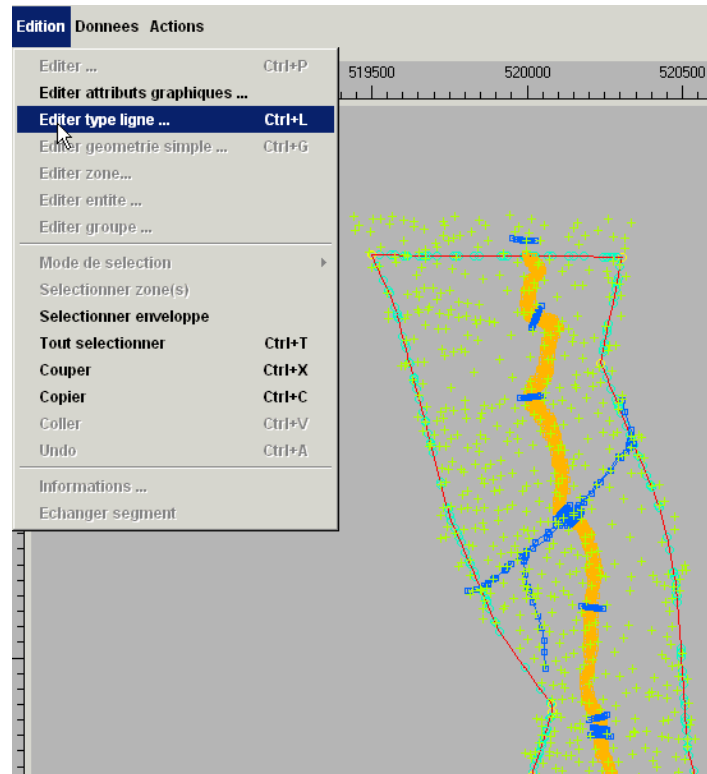 Edition Donnees Actions
Editer ... Ctrl+P
Editer attributs graphiques ...
Editer type ligne ... Ctrl+L
Editer geometrie simple ... Ctrl+G
Editer zone...
Editer entite ...
Editer groupe ...
Mode de selection
Selectionner zone(s)
Selectionner enveloppe
Tout selectionner Ctrl+T
Couper Ctrl+X
Copier Ctrl+C
Coller Ctrl+V
Undo Ctrl+A
Informations ...
Echanger segment
519500 520000 520500